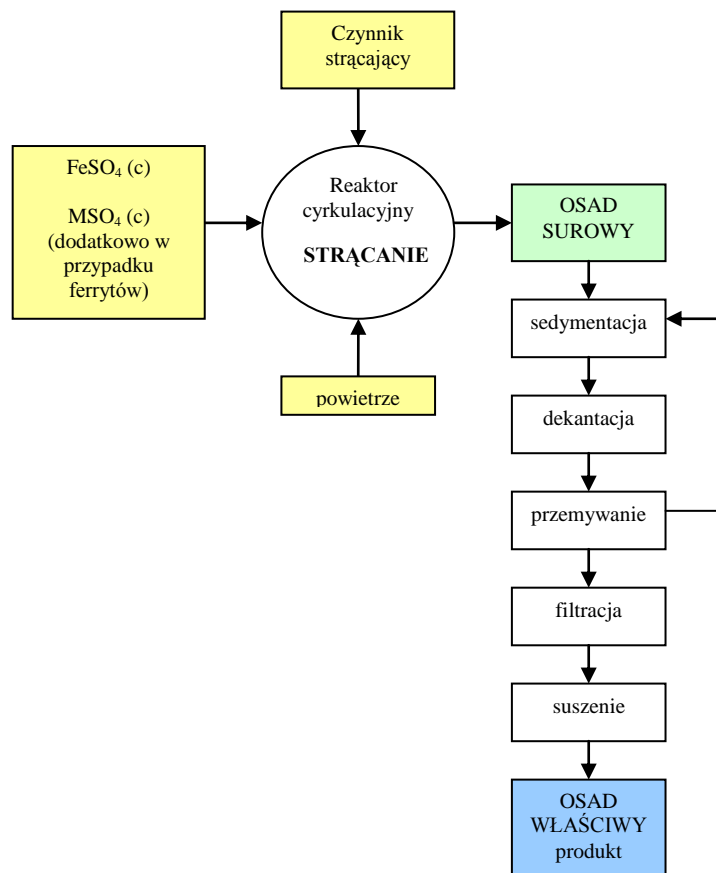 Czynnik
strącający
FeSO₄ (c)
MSO₄ (c)
(dodatkowo w
przypadku
ferrytów)
Reaktor
cyrkulacyjny
STRĄCANIE
powietrze
OSAD
SUROWY
sedymentacja
dekantacja
przemywanie
filtracja
suszenie
OSAD
WŁAŚCIWY
produkt